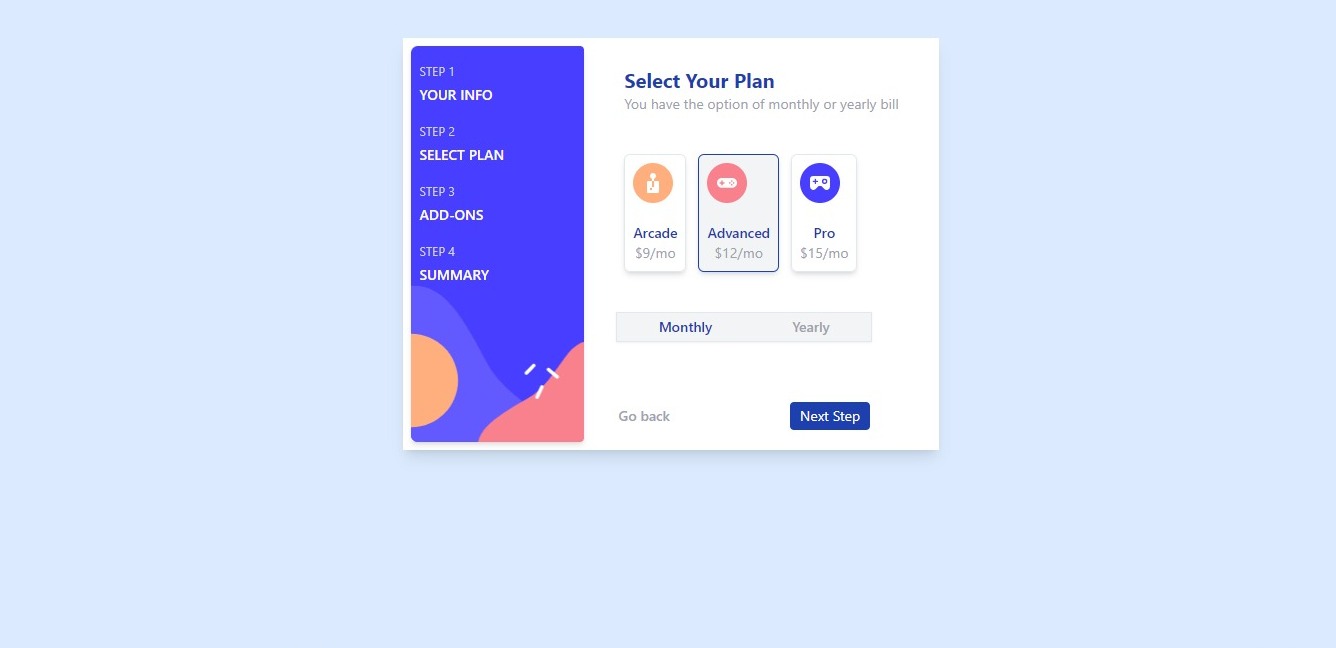 STEP 1
YOUR INFO
STEP 2
SELECT PLAN
STEP 3
ADD-ONS
STEP 4
SUMMARY
Select Your Plan
You have the option of monthly or yearly bill
Arcade
$9/mo
Advanced
$12/mo
Pro
$15/mo
Monthly Yearly
Go back Next Step